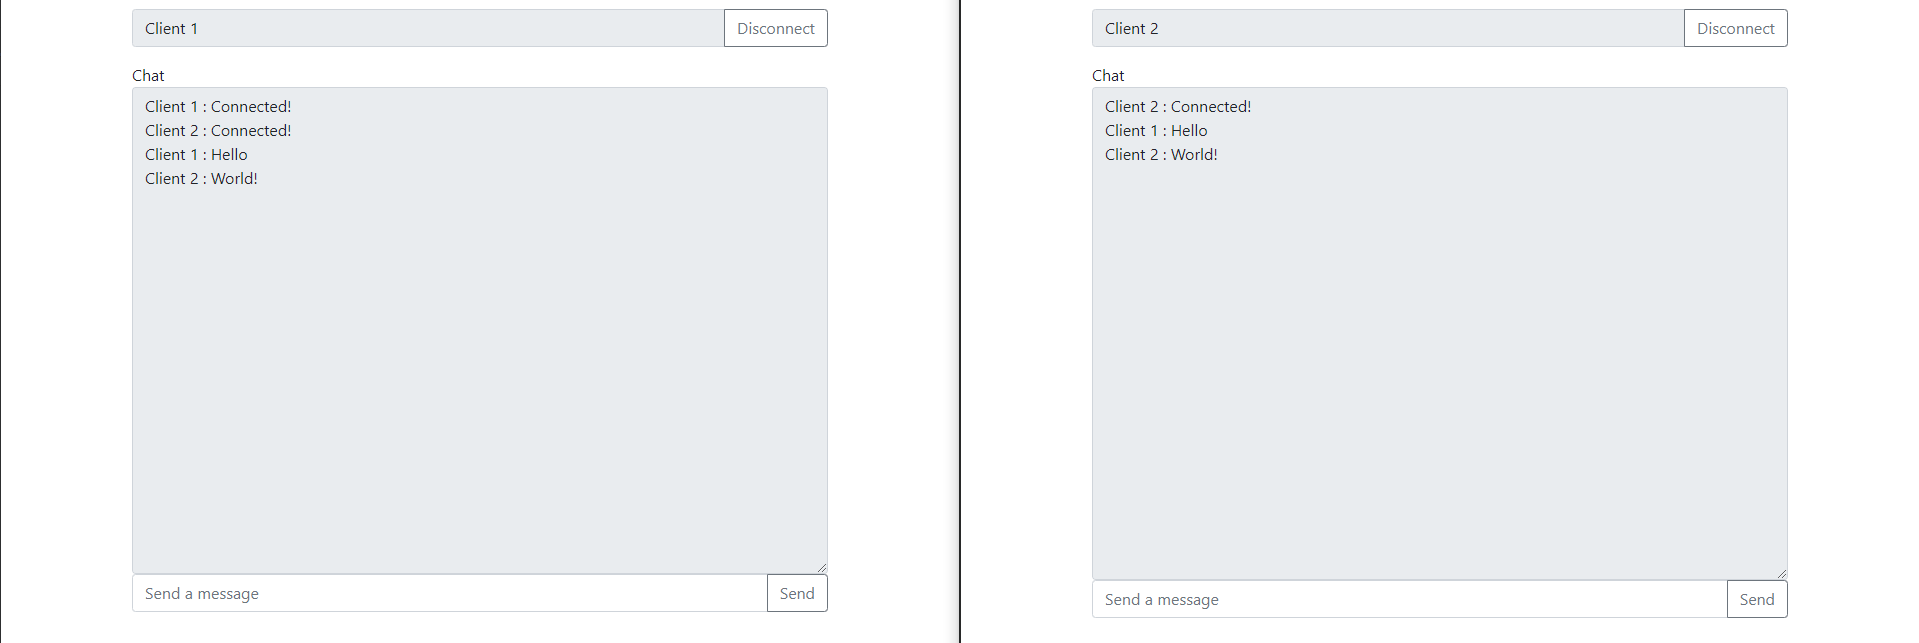 Client 1
Disconnect
Chat
Client 1 : Connected!
Client 2 : Connected!
Client 1 : Hello
Client 2 : World!
Send a message
Send
Client 2
Disconnect
Chat
Client 2 : Connected!
Client 1 : Hello
Client 2 : World!
Send a message
Send